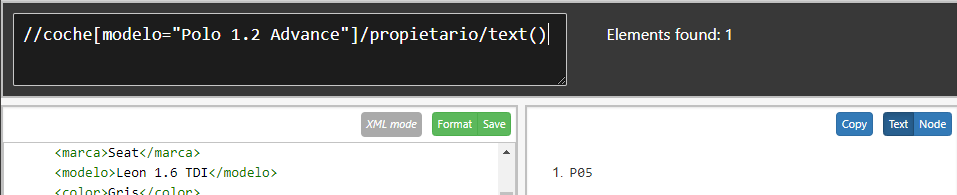 //coche[modelo="Polo 1.2 Advance"]/propietario/text()
Elements found: 1
XML mode
Format
Save
Copy
Text
Node
<marca>Seat</marca>
<modelo>Leon 1.6 TDI</modelo>
<color>Gris</color>
1. P05